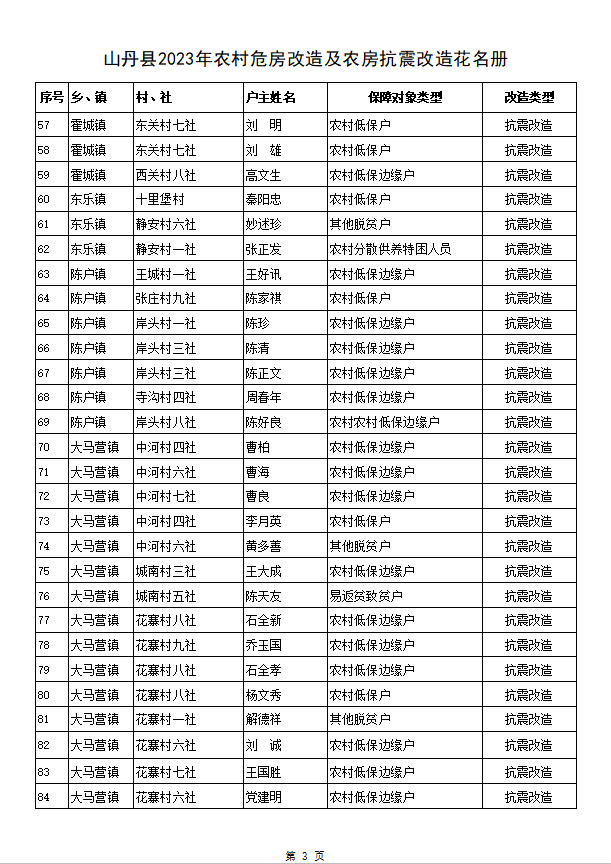 山丹县2023年农村危房改造及农房抗震改造花名册
序号 乡、镇 村、社 户主姓名 保障对象类型 改造类型
57 霍城镇 东关村七社 刘　明 农村低保户 抗震改造
58 霍城镇 东关村七社 刘　雄 农村低保户 抗震改造
59 霍城镇 西关村八社 高文生 农村低保边缘户 抗震改造
60 东乐镇 十里堡村 秦阳忠 农村低保户 抗震改造
61 东乐镇 静安村六社 妙述珍 其他脱贫户 抗震改造
62 东乐镇 静安村一社 张正发 农村分散供养特困人员 抗震改造
63 陈户镇 王城村一社 王好讯 农村低保边缘户 抗震改造
64 陈户镇 张庄村九社 陈家祺 农村低保户 抗震改造
65 陈户镇 岸头村一社 陈珍 农村低保边缘户 抗震改造
66 陈户镇 岸头村三社 陈清 农村低保边缘户 抗震改造
67 陈户镇 岸头村三社 陈正文 农村低保边缘户 抗震改造
68 陈户镇 寺沟村四社 周春年 农村低保边缘户 抗震改造
69 陈户镇 岸头村八社 陈好良 农村农村低保边缘户 抗震改造
70 大马营镇 中河村四社 曹柏 农村低保边缘户 抗震改造
71 大马营镇 中河村六社 曹海 农村低保边缘户 抗震改造
72 大马营镇 中河村七社 曹良 农村低保边缘户 抗震改造
73 大马营镇 中河村四社 李月英 农村低保户 抗震改造
74 大马营镇 中河村六社 黄多善 其他脱贫户 抗震改造
75 大马营镇 城南村三社 王大成 农村低保边缘户 抗震改造
76 大马营镇 城南村五社 陈天友 易返贫致贫户 抗震改造
77 大马营镇 花寨村八社 石全新 农村低保边缘户 抗震改造
78 大马营镇 花寨村九社 乔玉国 农村低保边缘户 抗震改造
79 大马营镇 花寨村八社 石全孝 农村低保边缘户 抗震改造
80 大马营镇 花寨村八社 杨文秀 农村低保户 抗震改造
81 大马营镇 花寨村一社 解德祥 其他脱贫户 抗震改造
82 大马营镇 花寨村六社 刘　诚 农村低保边缘户 抗震改造
83 大马营镇 花寨村七社 王国胜 农村低保边缘户 抗震改造
84 大马营镇 花寨村六社 党建明 农村低保边缘户 抗震改造
第 3 页